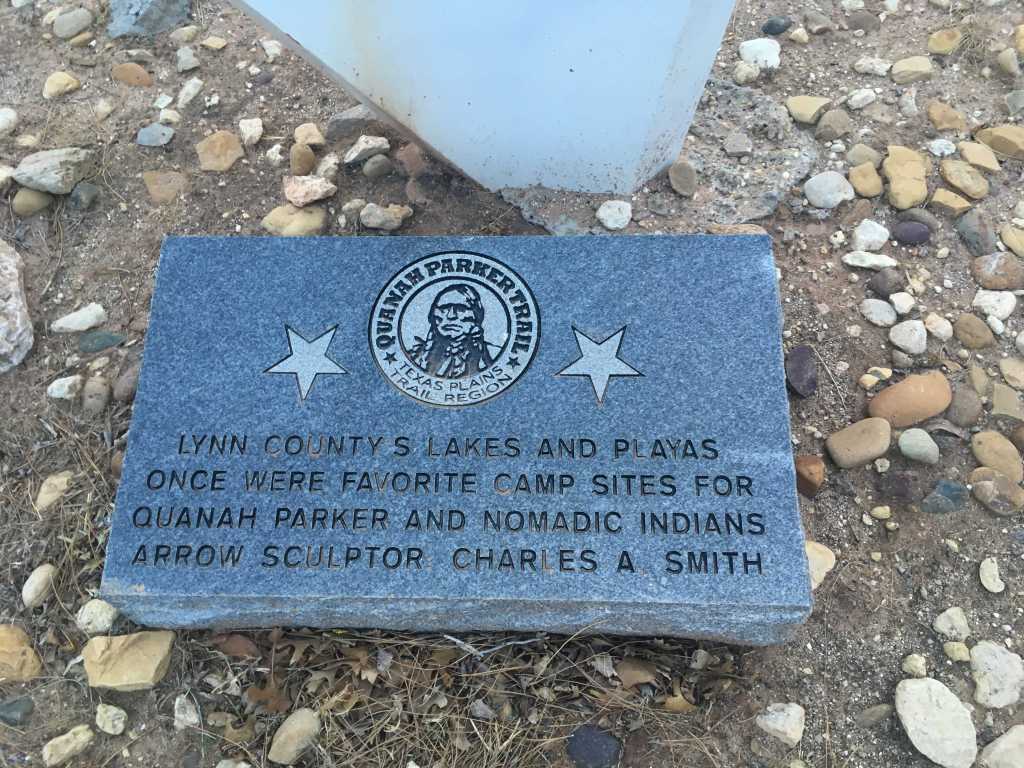 QUANAH PARKER TRAIL
TEXAS PLAINS
TRAIL REGION
LYNN COUNTY'S LAKES AND PLAYAS
ONCE WERE FAVORITE CAMP SITES FOR
QUANAH PARKER AND NOMADIC INDIANS
ARROW SCULPTOR: CHARLES A. SMITH